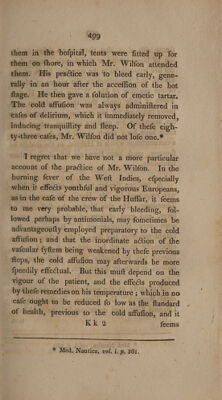 499
them in the hoſpital, tents were fitted up for
them on ſhore, in which Mr. Wilſon attended
them. His practice was to bleed early, gene-
rally in an hour after the acceſſion of the hot
ſtage. He then gave a ſolution of emetic tartar.
The cold affuſion was always adminiſtered in
caſes of delirium, which it immediately removed,
inducing tranquillity and ſleep. Of theſe eigh-
ty-three caſes, Mr. Wilſon did not loſe one.*
I regret that we have not a more particular
account of the practice of Mr. Wilſon. In the
burning fever of the Weſt Indies, eſpecially
when it effects youthful and vigorous Europeans,
as in the caſe of the crew of the Huſſar, it ſeems
to me very probable, that early bleeding, fol-
lowed perhaps by antimonials, may ſometimes be
advantageouſly employed preparatory to the cold
affuſion; and that the inordinate action of the
vaſcular ſyſtem being weakened by theſe previous
ſteps, the cold affuſion may afterwards be more
ſpeedily effectual. But this muſt depend on the
vigour of the patient, and the effects produced
by theſe remedies on his temperature; which in no
caſe ought to be reduced ſo low as the ſtandard
of health, previous to the cold affuſion, and it
K k 2 ſeems
* Med. Nautica, vol. i. p. 361.